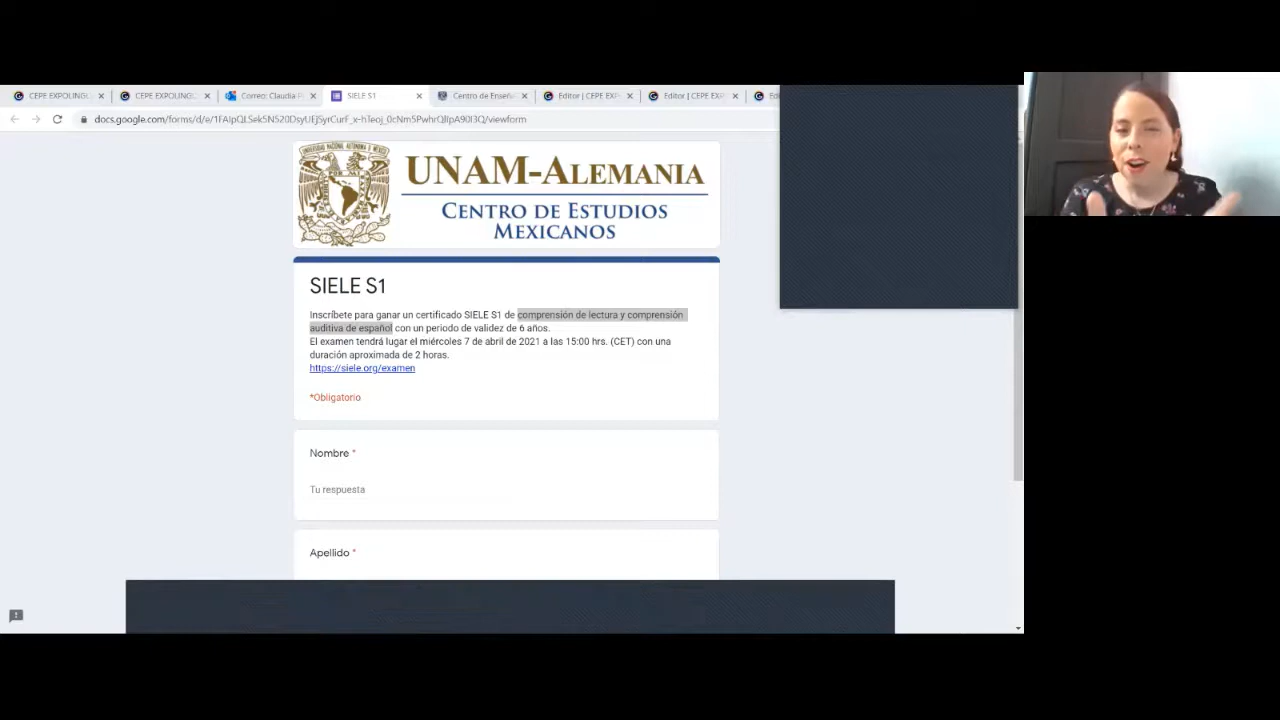 CEPE EXPOLINGU
CEPE EXPOLINGU
Correo: Claudia P
SIELE S1
Centro de Enseñ
Editor | CEPE EXP
Editor | CEPE EXP
Edi
UNAM-ALEMANIA
CENTRO DE ESTUDIOS
MEXICANOS
SIELE S1
Inscríbete para ganar un certificado SIELE S1 de comprensión de lectura y comprensión
auditiva de español con un periodo de validez de 6 años.
El examen tendrá lugar el miércoles 7 de abril de 2021 a las 15:00 hrs. (CET) con una
duración aproximada de 2 horas.
https://siele.org/examen
*Obligatorio
Nombre *
Tu respuesta
Apellido *